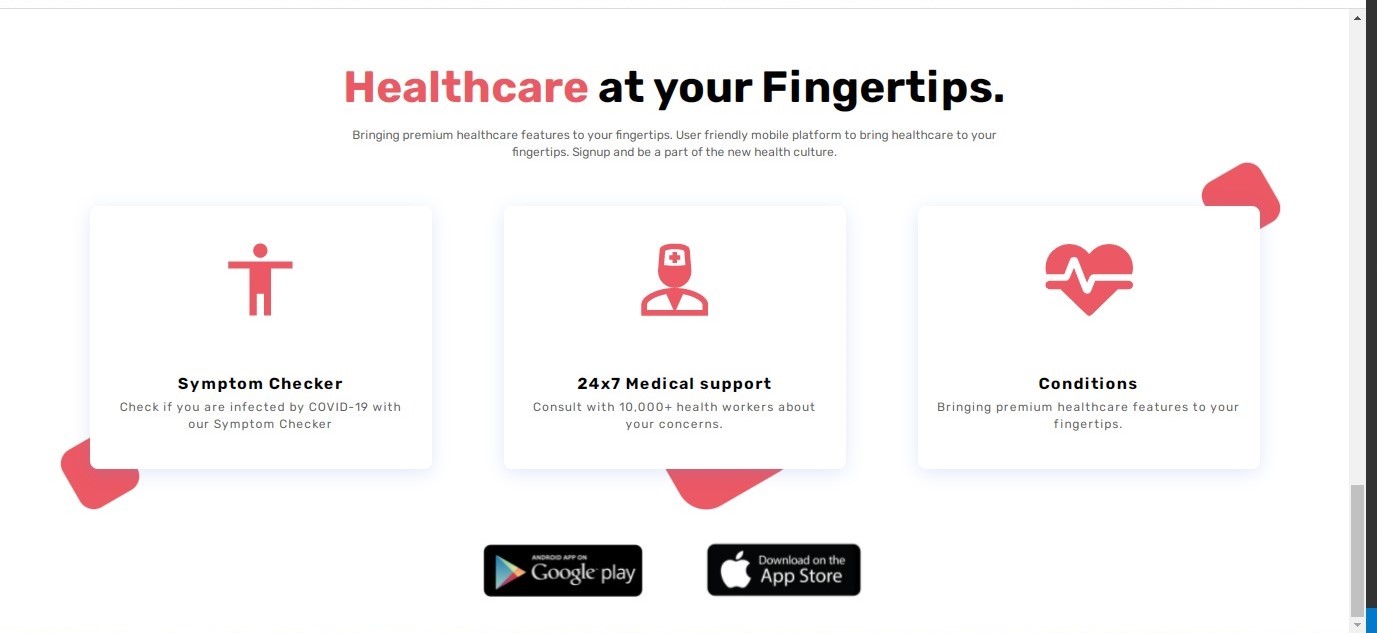 Healthcare at your Fingertips.
Bringing premium healthcare features to your fingertips. User friendly mobile platform to bring healthcare to your
fingertips. Signup and be a part of the new health culture.
Symptom Checker
Check if you are infected by COVID-19 with
our Symptom Checker
24x7 Medical support
Consult with 10,000+ health workers about
your concerns.
Conditions
Bringing premium healthcare features to your
fingertips.
ANDROID APP ON
Google play
Download on the
App Store